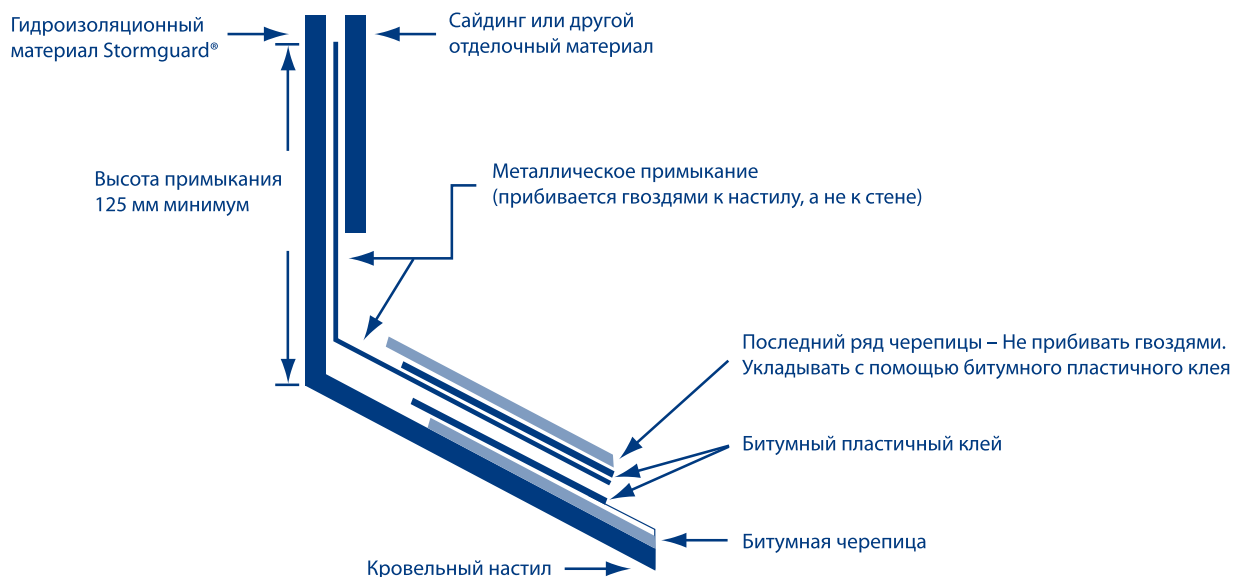 Гидроизоляционный
материал Stormguard®
Сайдинг или другой
отделочный материал
Высота примыкания
125 мм минимум
Металлическое примыкание
(прибивается гвоздями к настилу, а не к стене)
Последний ряд черепицы – Не прибивать гвоздями.
Укладывать с помощью битумного пластичного клея
Битумный пластичный клей
Битумная черепица
Кровельный настил